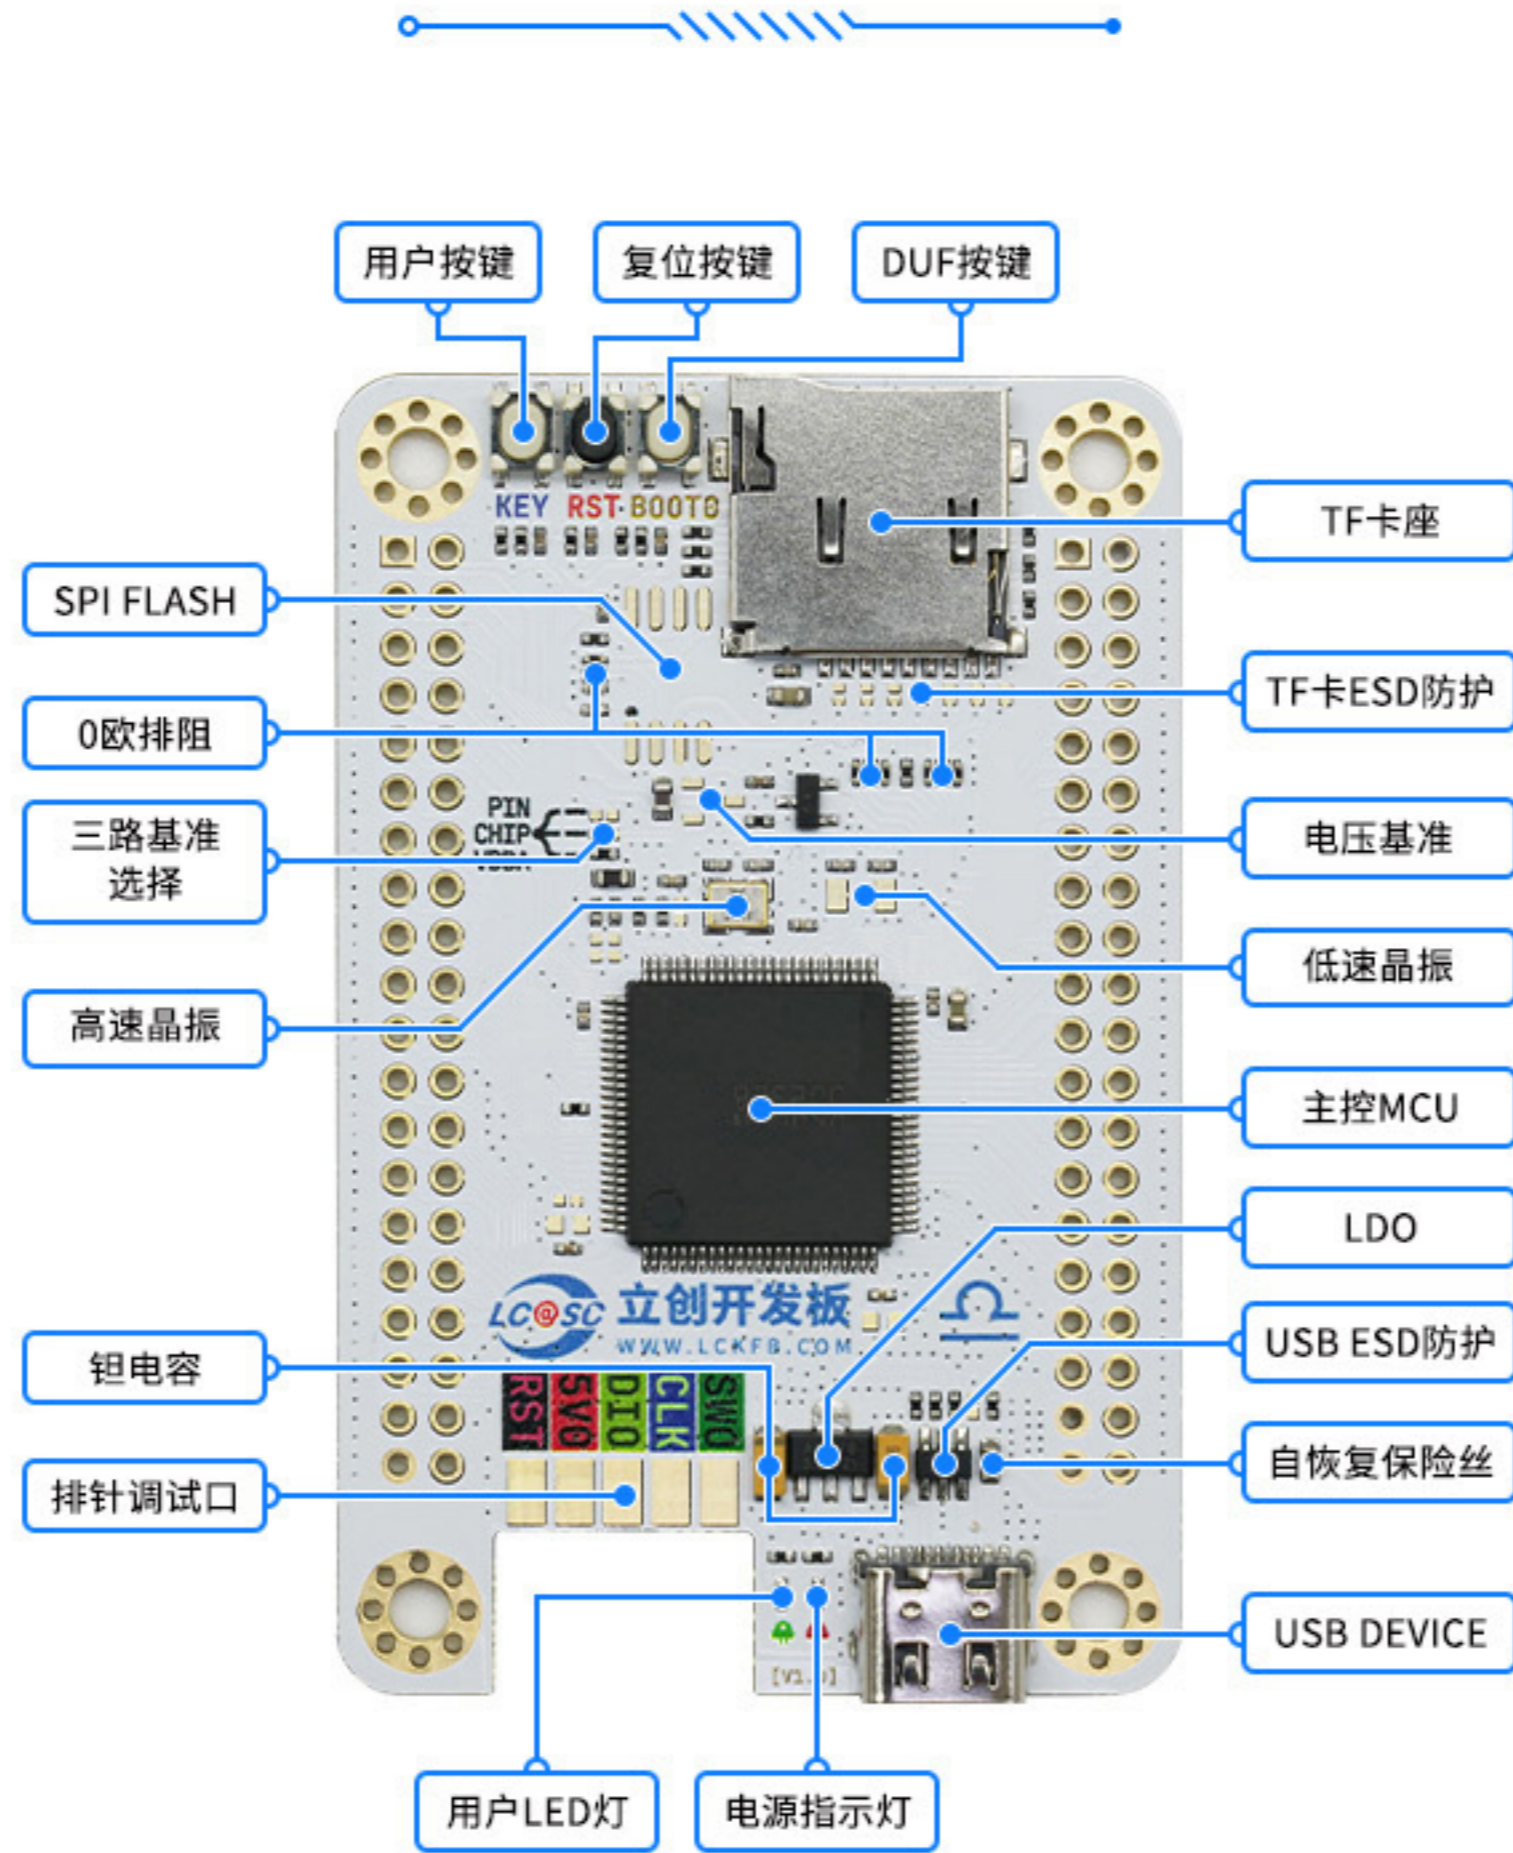 用户按键
复位按键
DUF按键
KEY RST BOOT0
TF卡座
SPI FLASH
TF卡ESD防护
0欧排阻
PIN
CHIP
VDDA
三路基准
选择
电压基准
低速晶振
高速晶振
主控MCU
LDO
LC@SC 立创开发板
WWW.LCKFB.COM
USB ESD防护
钽电容
RST
5V0
DIO
CLK
SWO
自恢复保险丝
排针调试口
USB DEVICE
[V1.0]
用户LED灯
电源指示灯